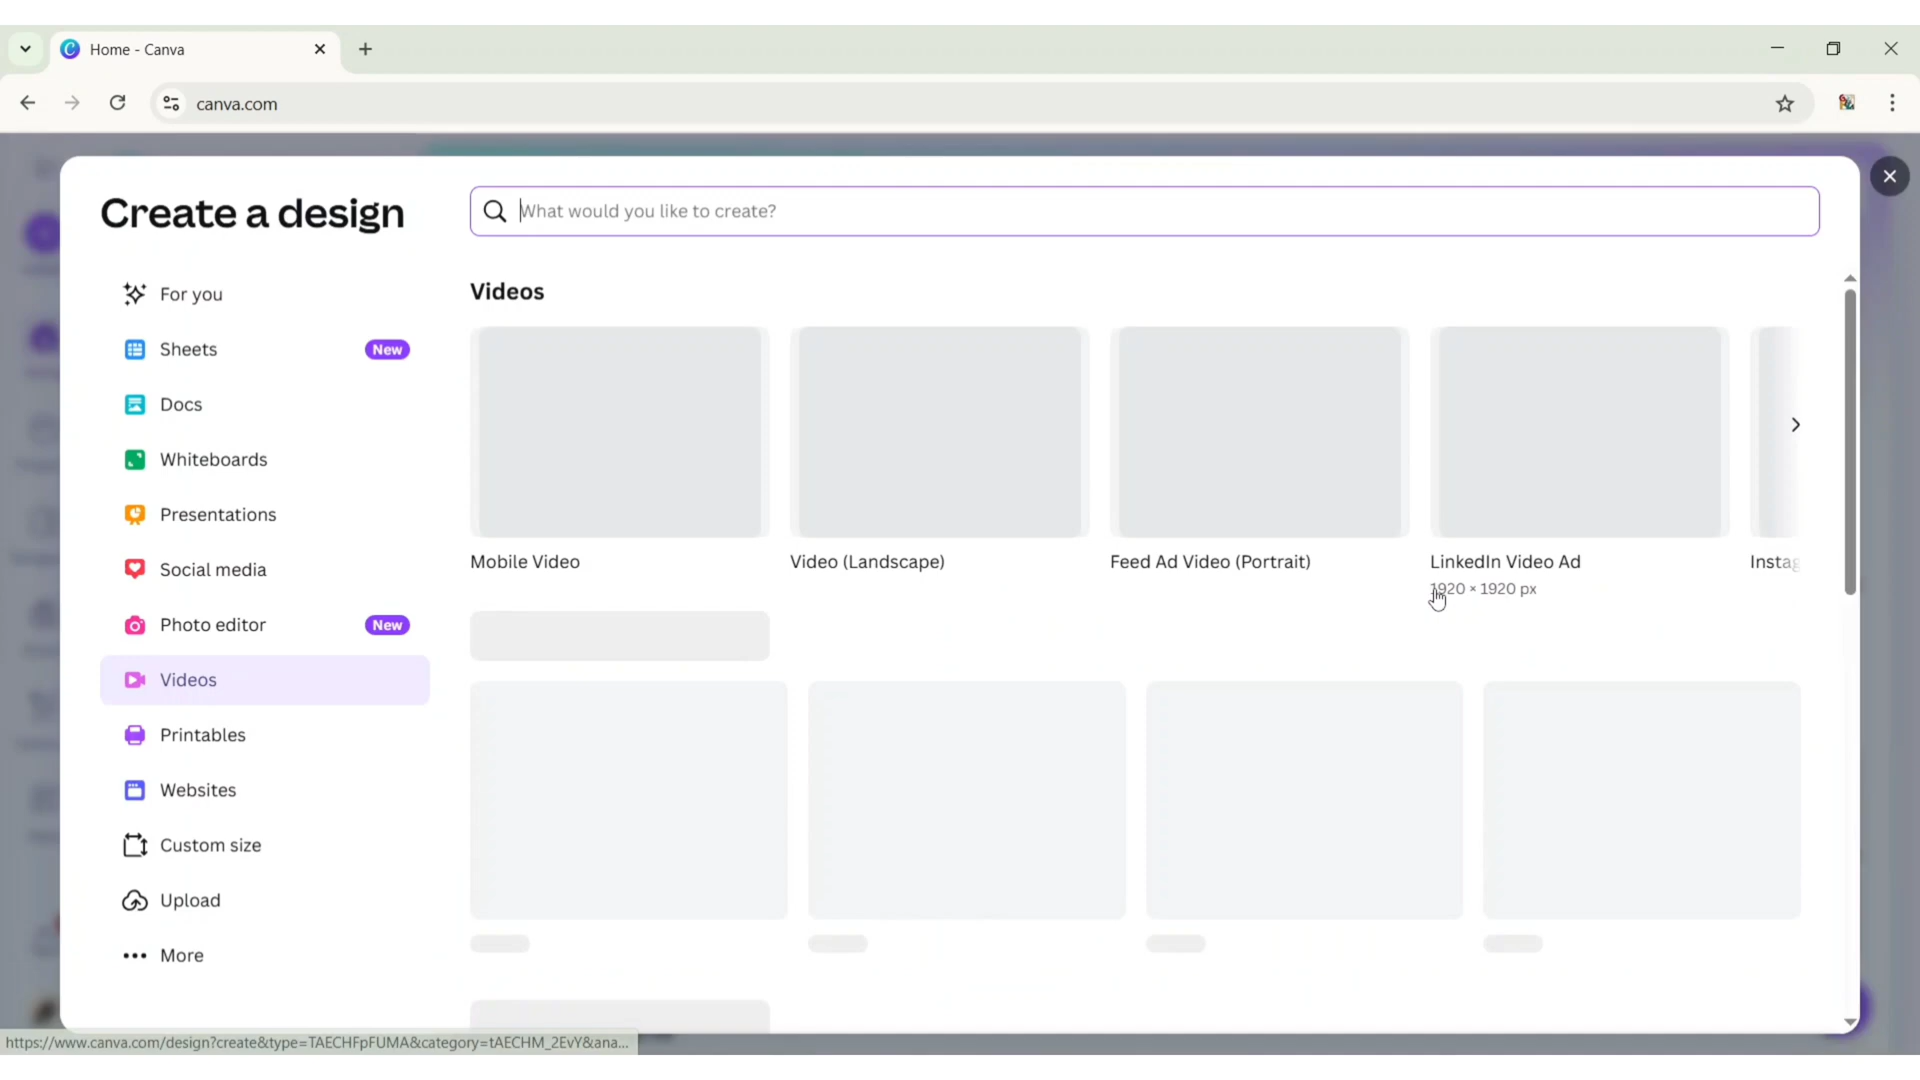 Home - Canva
canva.com
Create a design
What would you like to create?
For you
Sheets New
Docs
Whiteboards
Presentations
Social media
Photo editor New
Videos
Printables
Websites
Custom size
Upload
More
Videos
Mobile Video
Video (Landscape)
Feed Ad Video (Portrait)
LinkedIn Video Ad
1920 × 1920 px
Instag
https://www.canva.com/design?create&type=TAECHFpFUMA&category=tAECHM_2EvY&ana...